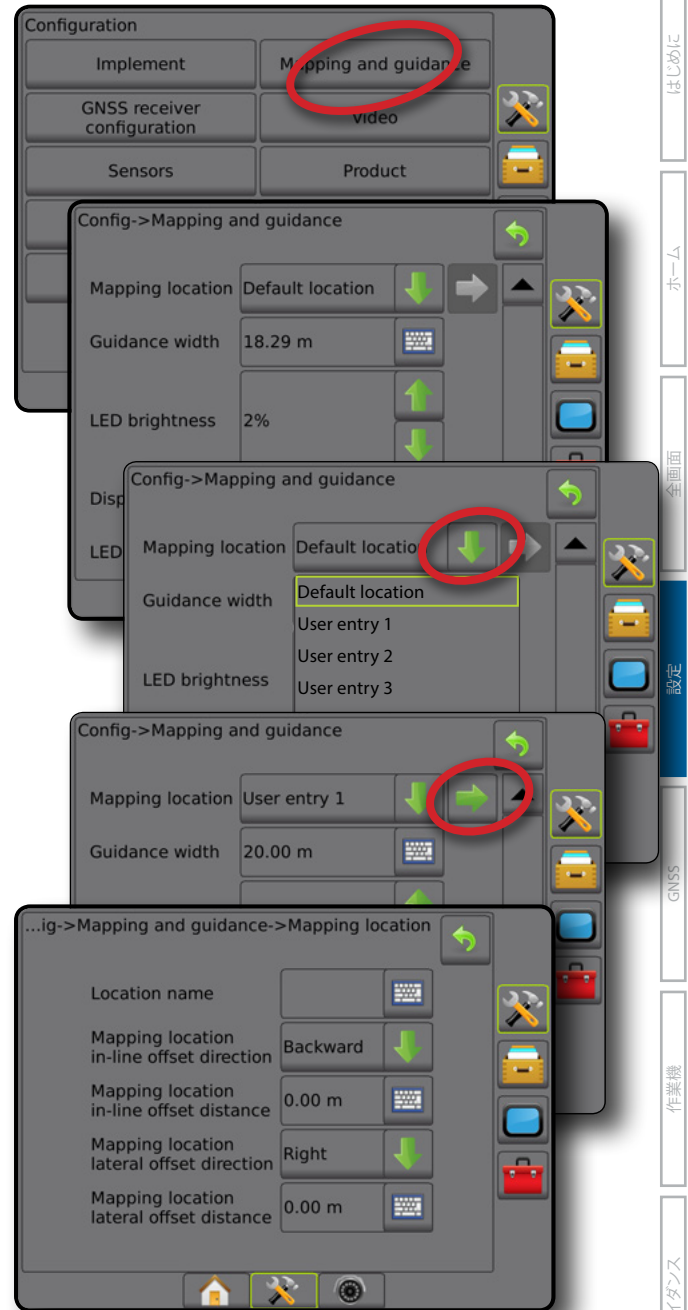 Configuration
Implement
Mapping and guidance
GNSS receiver
configuration
Video
Sensors
Product
Config->Mapping and guidance
Mapping location
Default location
Guidance width
18.29 m
LED brightness
2%
Disp
LED
Config->Mapping and guidance
Mapping location
Default location
Guidance width
Default location
User entry 1
User entry 2
LED brightness
User entry 3
Config->Mapping and guidance
Mapping location
User entry 1
Guidance width
20.00 m
...ig->Mapping and guidance->Mapping location
Location name
Mapping location
in-line offset direction
Backward
Mapping location
in-line offset distance
0.00 m
Mapping location
lateral offset direction
Right
Mapping location
lateral offset distance
0.00 m
はじめに
ホーム
全画面
設定
GNSS
作業機
イダンス